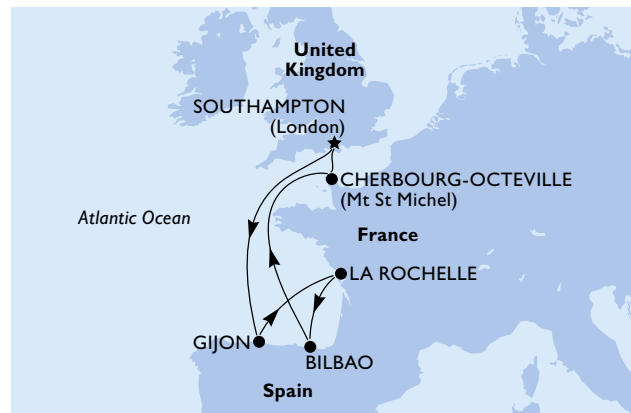 United
Kingdom
SOUTHAMPTON
(London)
CHERBOURG-OCTEVILLE
(Mt St Michel)
Atlantic Ocean
France
LA ROCHELLE
GIJON
BILBAO
Spain